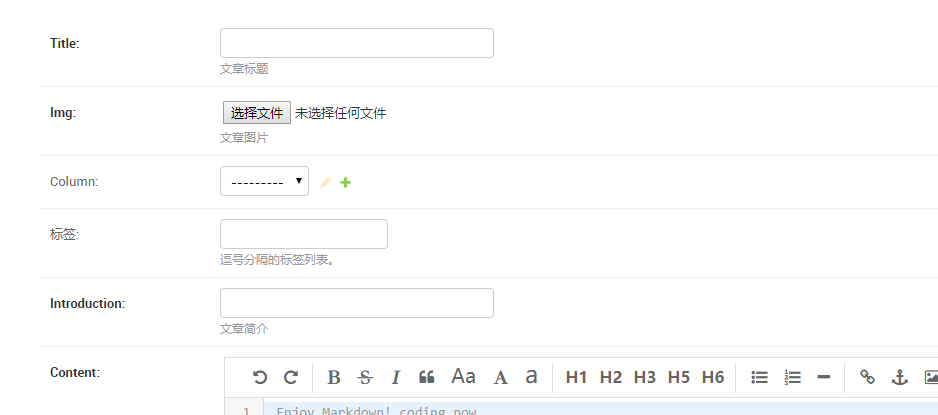 Title:
文章标题
Img:
选择文件 未选择任何文件
文章图片
Column:
---------
标签:
逗号分隔的标签列表。
Introduction:
文章简介
Content:
B S I Aa A a H1 H2 H3 H5 H6
1 Enjoy Markdown! coding now